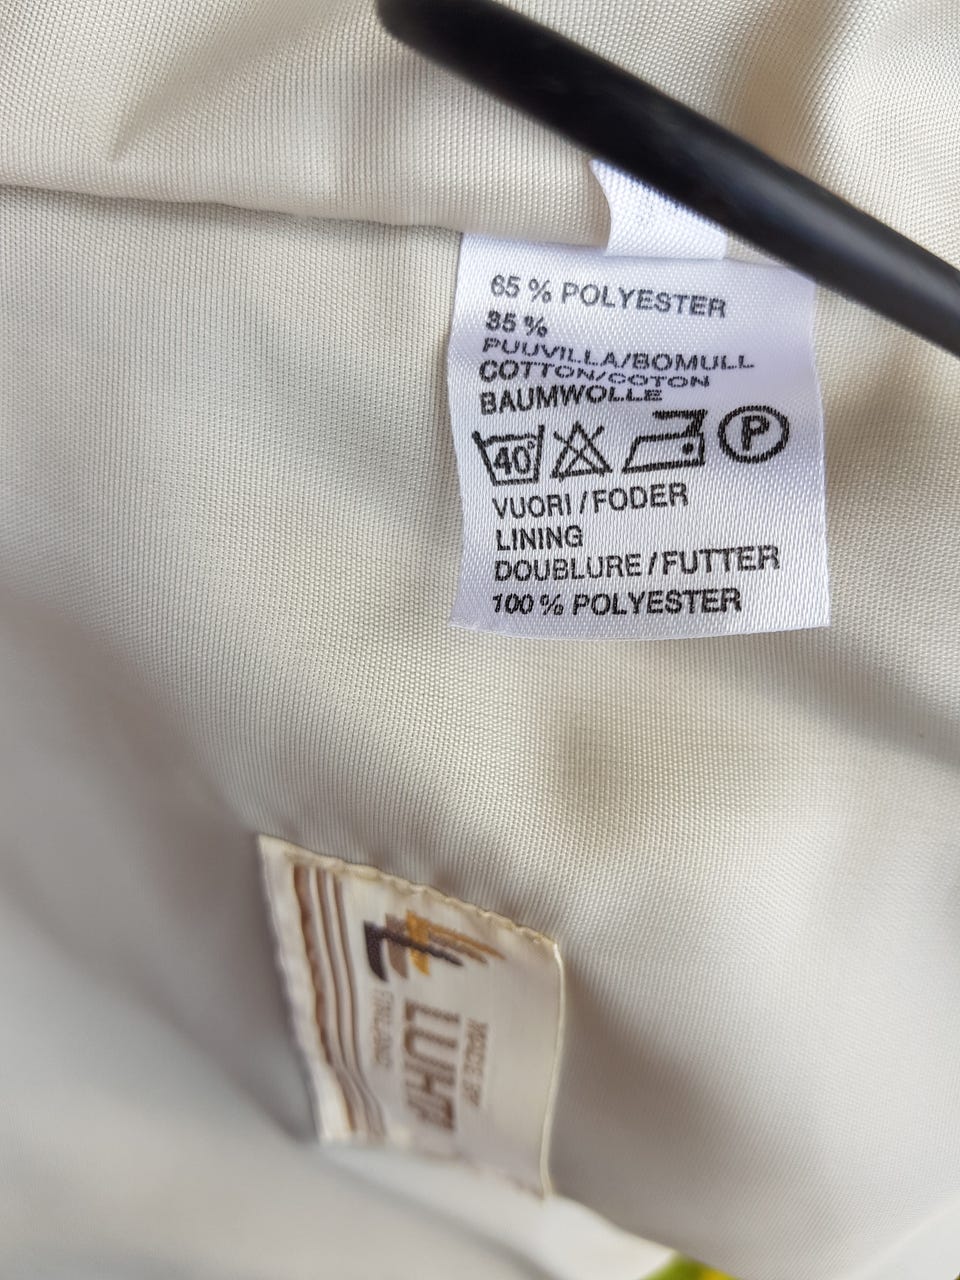 65 % POLYESTER
35 %
PUUVILLA/BOMULL
COTTON/COTON
BAUMWOLLE
40°
P
VUORI / FODER
LINING
DOUBLURE / FUTTER
100 % POLYESTER
MADE BY
LUHTA
FINLAND